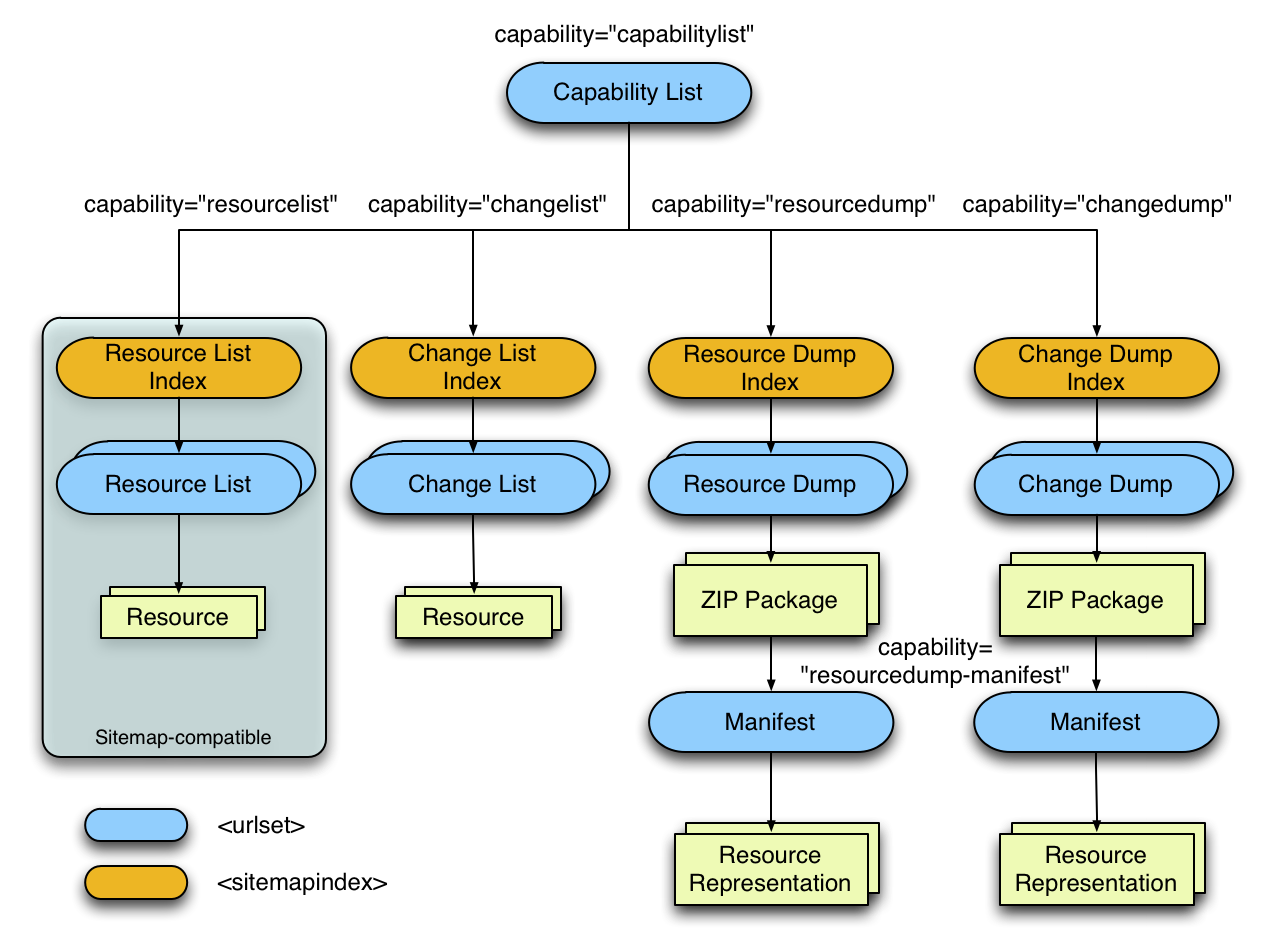 capability="capabilitylist"
Capability List
capability="resourcelist"
capability="changelist"
capability="resourcedump"
capability="changedump"
Resource List
Index
Change List
Index
Resource Dump
Index
Change Dump
Index
Resource List
Change List
Resource Dump
Change Dump
Resource
Resource
ZIP Package
ZIP Package
capability=
"resourcedump-manifest"
Manifest
Manifest
Sitemap-compatible
<urlset>
<sitemapindex>
Resource
Representation
Resource
Representation